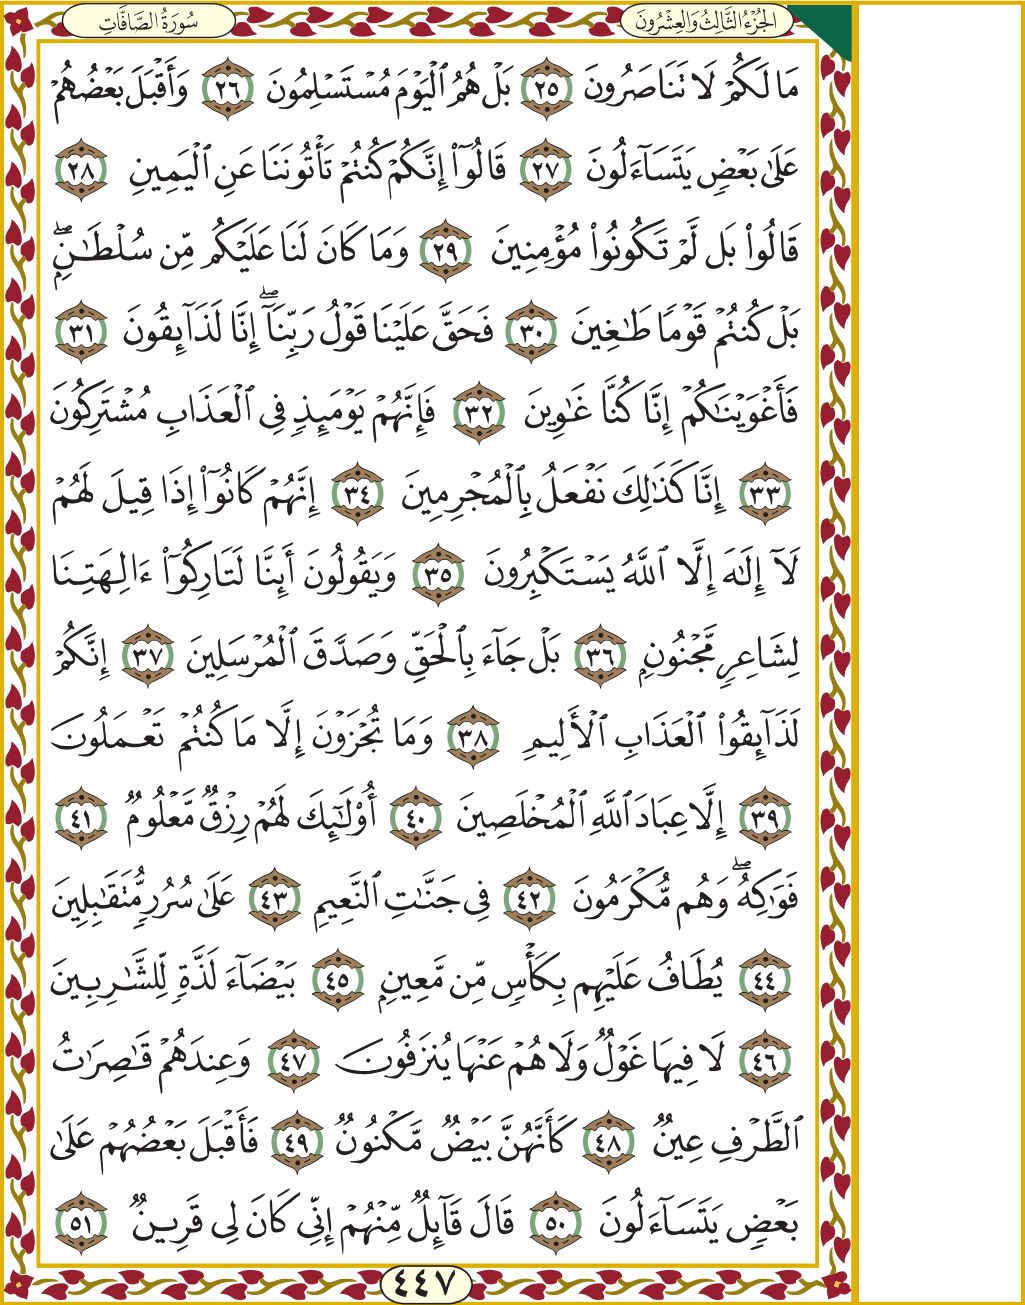 الجُزْءُ الثَّالِثُ وَالعِشْرُونَ
سُورَةُ الصَّافَّاتِ
مَا لَكُمْ لَا تَنَاصَرُونَ ٢٥ بَلْ هُمُ ٱلْيَوْمَ مُسْتَسْلِمُونَ ٢٦ وَأَقْبَلَ بَعْضُهُمْ
عَلَىٰ بَعْضٍ يَتَسَآءَلُونَ ٢٧ قَالُوٓا۟ إِنَّكُمْ كُنتُمْ تَأْتُونَنَا عَنِ ٱلْيَمِينِ ٢٨
قَالُوا۟ بَل لَّمْ تَكُونُوا۟ مُؤْمِنِينَ ٢٩ وَمَا كَانَ لَنَا عَلَيْكُم مِّن سُلْطَـٰنٍۭ ۖ
بَلْ كُنتُمْ قَوْمًا طَـٰغِينَ ٣٠ فَحَقَّ عَلَيْنَا قَوْلُ رَبِّنَآ ۖ إِنَّا لَذَآئِقُونَ ٣١
فَأَغْوَيْنَـٰكُمْ إِنَّا كُنَّا غَـٰوِينَ ٣٢ فَإِنَّهُمْ يَوْمَئِذٍ فِى ٱلْعَذَابِ مُشْتَرِكُونَ
٣٣ إِنَّا كَذَٰلِكَ نَفْعَلُ بِٱلْمُجْرِمِينَ ٣٤ إِنَّهُمْ كَانُوٓا۟ إِذَا قِيلَ لَهُمْ
لَآ إِلَـٰهَ إِلَّا ٱللَّهُ يَسْتَكْبِرُونَ ٣٥ وَيَقُولُونَ أَئِنَّا لَتَارِكُوٓا۟ ءَالِهَتِنَا
لِشَاعِرٍ مَّجْنُونٍۭ ٣٦ بَلْ جَآءَ بِٱلْحَقِّ وَصَدَّقَ ٱلْمُرْسَلِينَ ٣٧ إِنَّكُمْ
لَذَآئِقُوا۟ ٱلْعَذَابِ ٱلْأَلِيمِ ٣٨ وَمَا تُجْزَوْنَ إِلَّا مَا كُنتُمْ تَعْمَلُونَ
٣٩ إِلَّا عِبَادَ ٱللَّهِ ٱلْمُخْلَصِينَ ٤٠ أُو۟لَـٰٓئِكَ لَهُمْ رِزْقٌ مَّعْلُومٌ ٤١
فَوَٰكِهُ ۖ وَهُم مُّكْرَمُونَ ٤٢ فِى جَنَّـٰتِ ٱلنَّعِيمِ ٤٣ عَلَىٰ سُرُرٍ مُّتَقَـٰبِلِينَ
٤٤ يُطَافُ عَلَيْهِم بِكَأْسٍ مِّن مَّعِينٍۭ ٤٥ بَيْضَآءَ لَذَّةٍ لِّلشَّـٰرِبِينَ
٤٦ لَا فِيهَا غَوْلٌ وَلَا هُمْ عَنْهَا يُنزَفُونَ ٤٧ وَعِندَهُمْ قَـٰصِرَٰتُ
ٱلطَّرْفِ عِينٌ ٤٨ كَأَنَّهُنَّ بَيْضٌ مَّكْنُونٌ ٤٩ فَأَقْبَلَ بَعْضُهُمْ عَلَىٰ
بَعْضٍ يَتَسَآءَلُونَ ٥٠ قَالَ قَآئِلٌ مِّنْهُمْ إِنِّى كَانَ لِى قَرِينٌ ٥١
٤٤٧